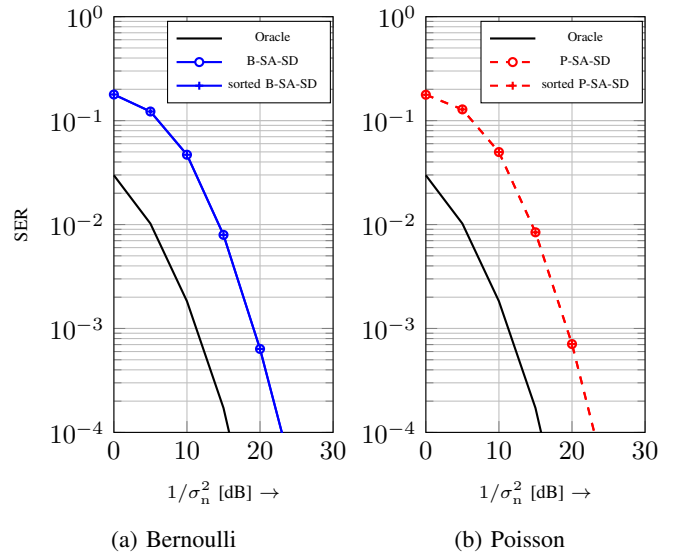 10^0
10^−1
10^−2
10^−3
10^−4
SER
Oracle
B-SA-SD
sorted B-SA-SD
0
10
20
30
1/σ_n^2 [dB] →
(a) Bernoulli
10^0
10^−1
10^−2
10^−3
10^−4
Oracle
P-SA-SD
sorted P-SA-SD
0
10
20
30
1/σ_n^2 [dB] →
(b) Poisson